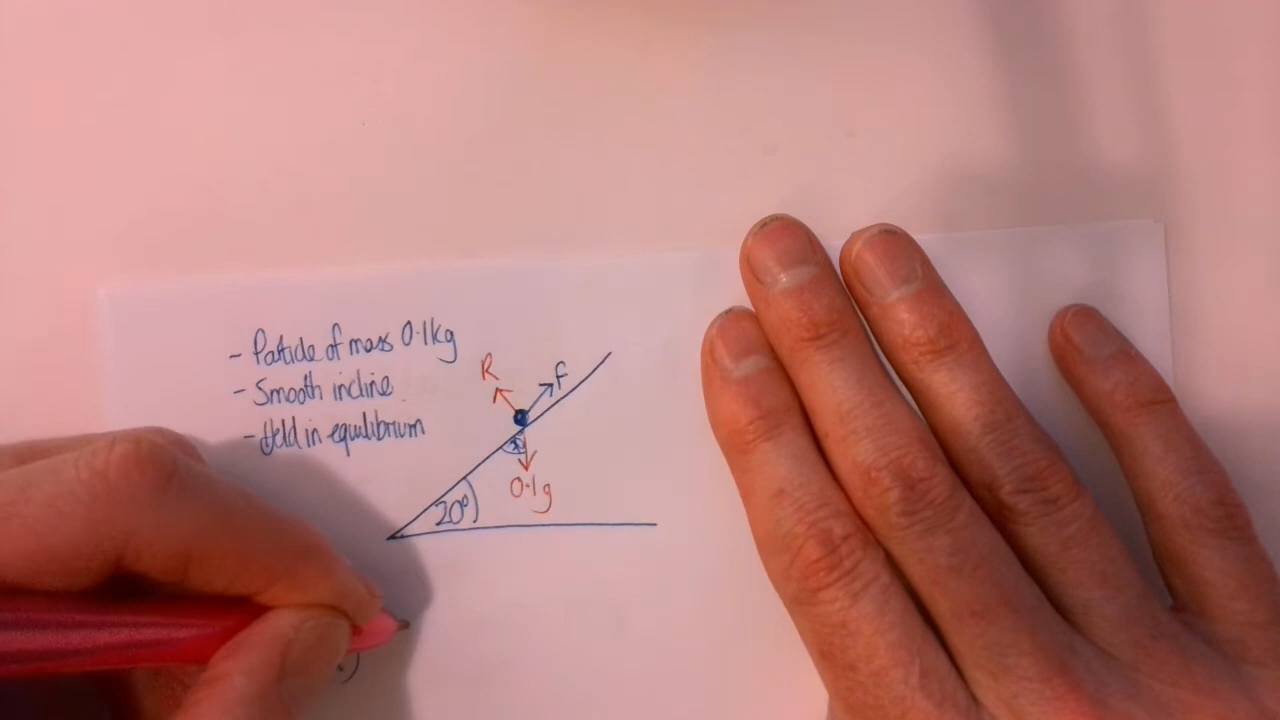 - Particle of mass 0.1kg
- Smooth incline
- Held in equilibrium
R
F
0.1g
20°